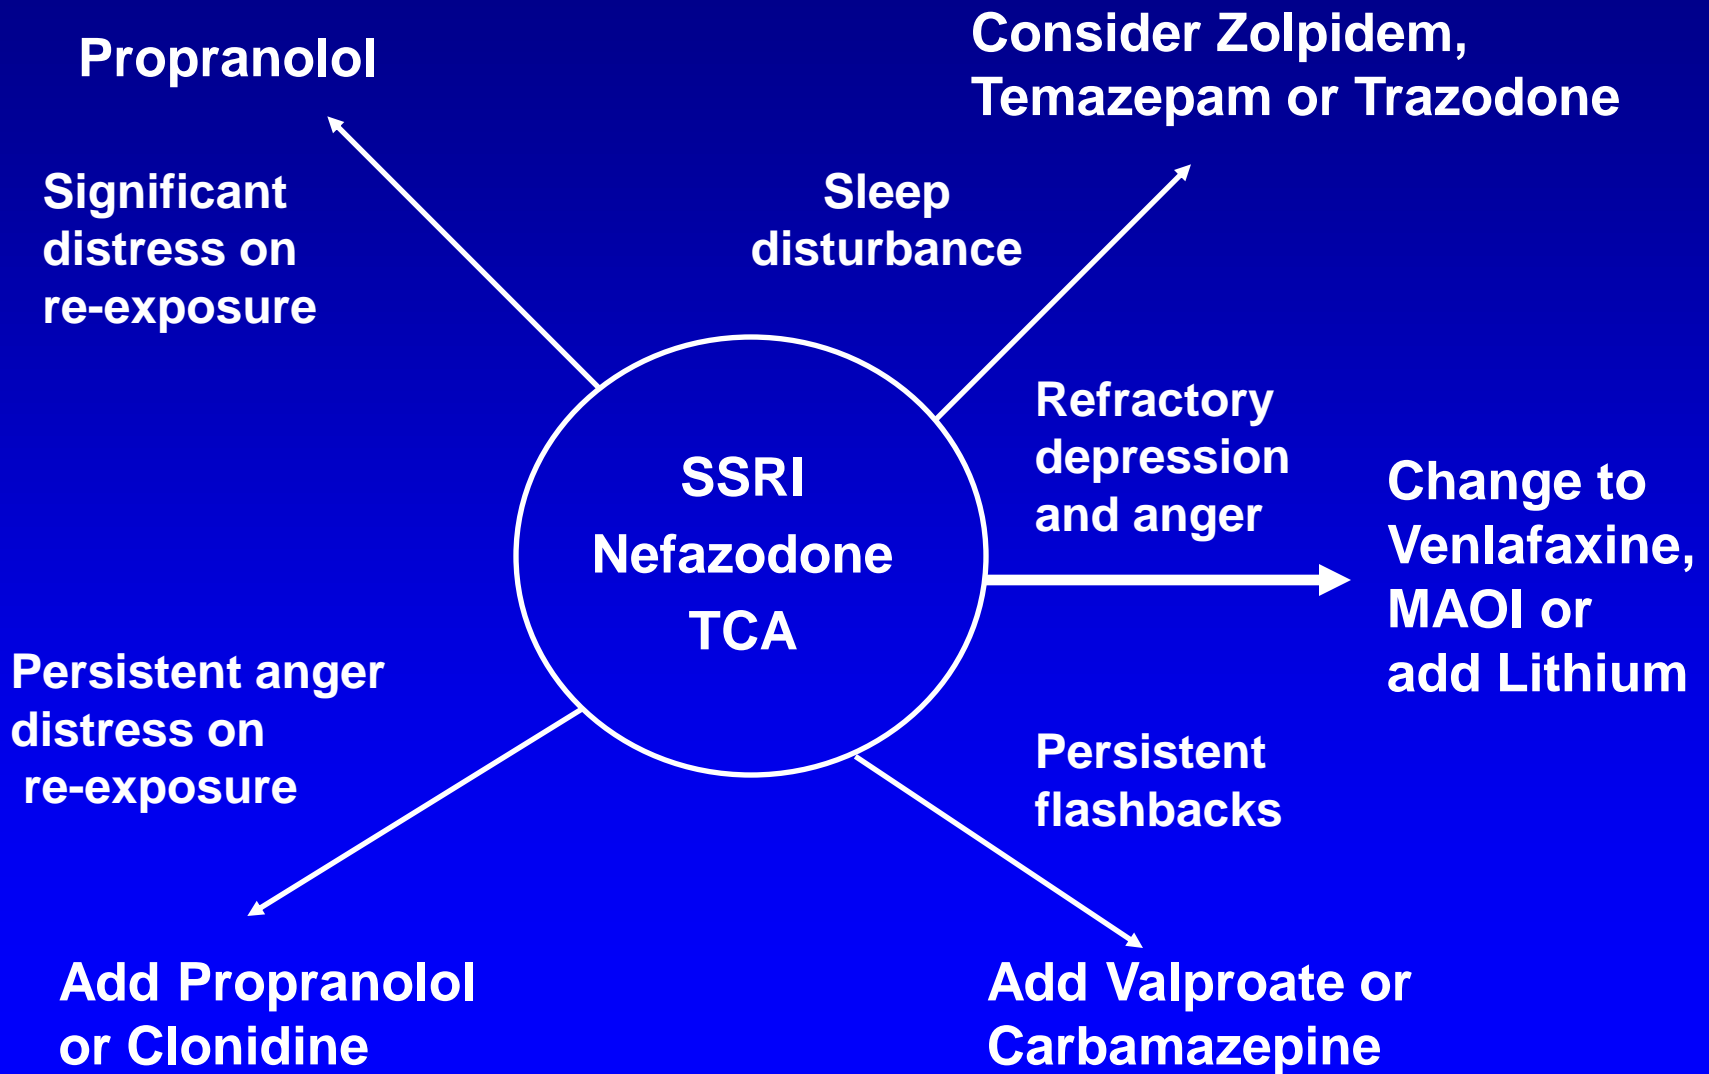 Propranolol
Consider Zolpidem,
Temazepam or Trazodone
Significant
distress on
re-exposure
Sleep
disturbance
Refractory
depression
and anger
SSRI
Nefazodone
TCA
Change to
Venlafaxine,
MAOI or
add Lithium
Persistent anger
distress on
re-exposure
Persistent
flashbacks
Add Propranolol
or Clonidine
Add Valproate or
Carbamazepine